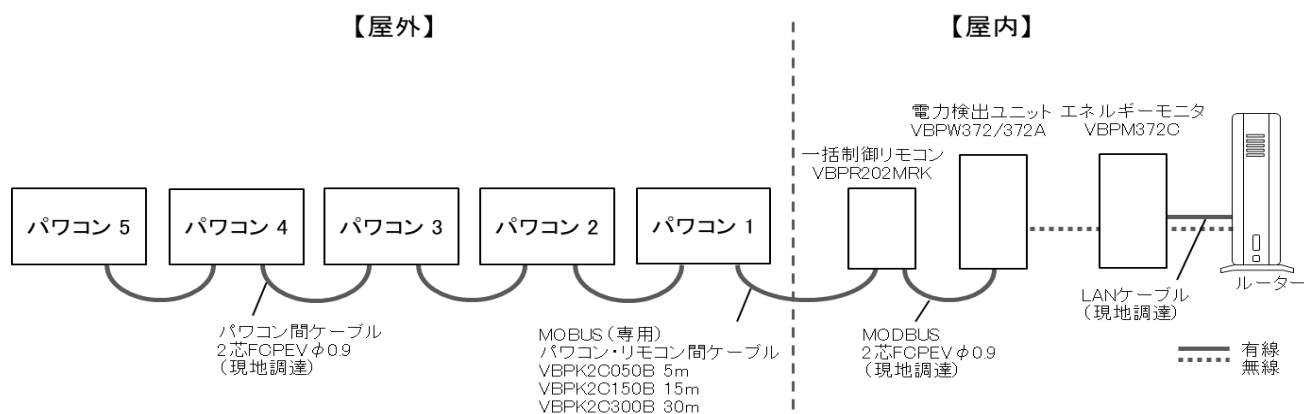 【屋外】
【屋内】
電力検出ユニット
VBPW372/372A
エネルギーモニタ
VBPM372C
一括制御リモコン
VBPR202MRK
パワコン 5
パワコン 4
パワコン 3
パワコン 2
パワコン 1
ルーター
パワコン間ケーブル
2芯FCPEVφ0.9
(現地調達)
MOBUS(専用)
パワコン・リモコン間ケーブル
VBPK2C050B 5m
VBPK2C150B 15m
VBPK2C300B 30m
MODBUS
2芯FCPEVφ0.9
(現地調達)
LANケーブル
(現地調達)
有線
無線